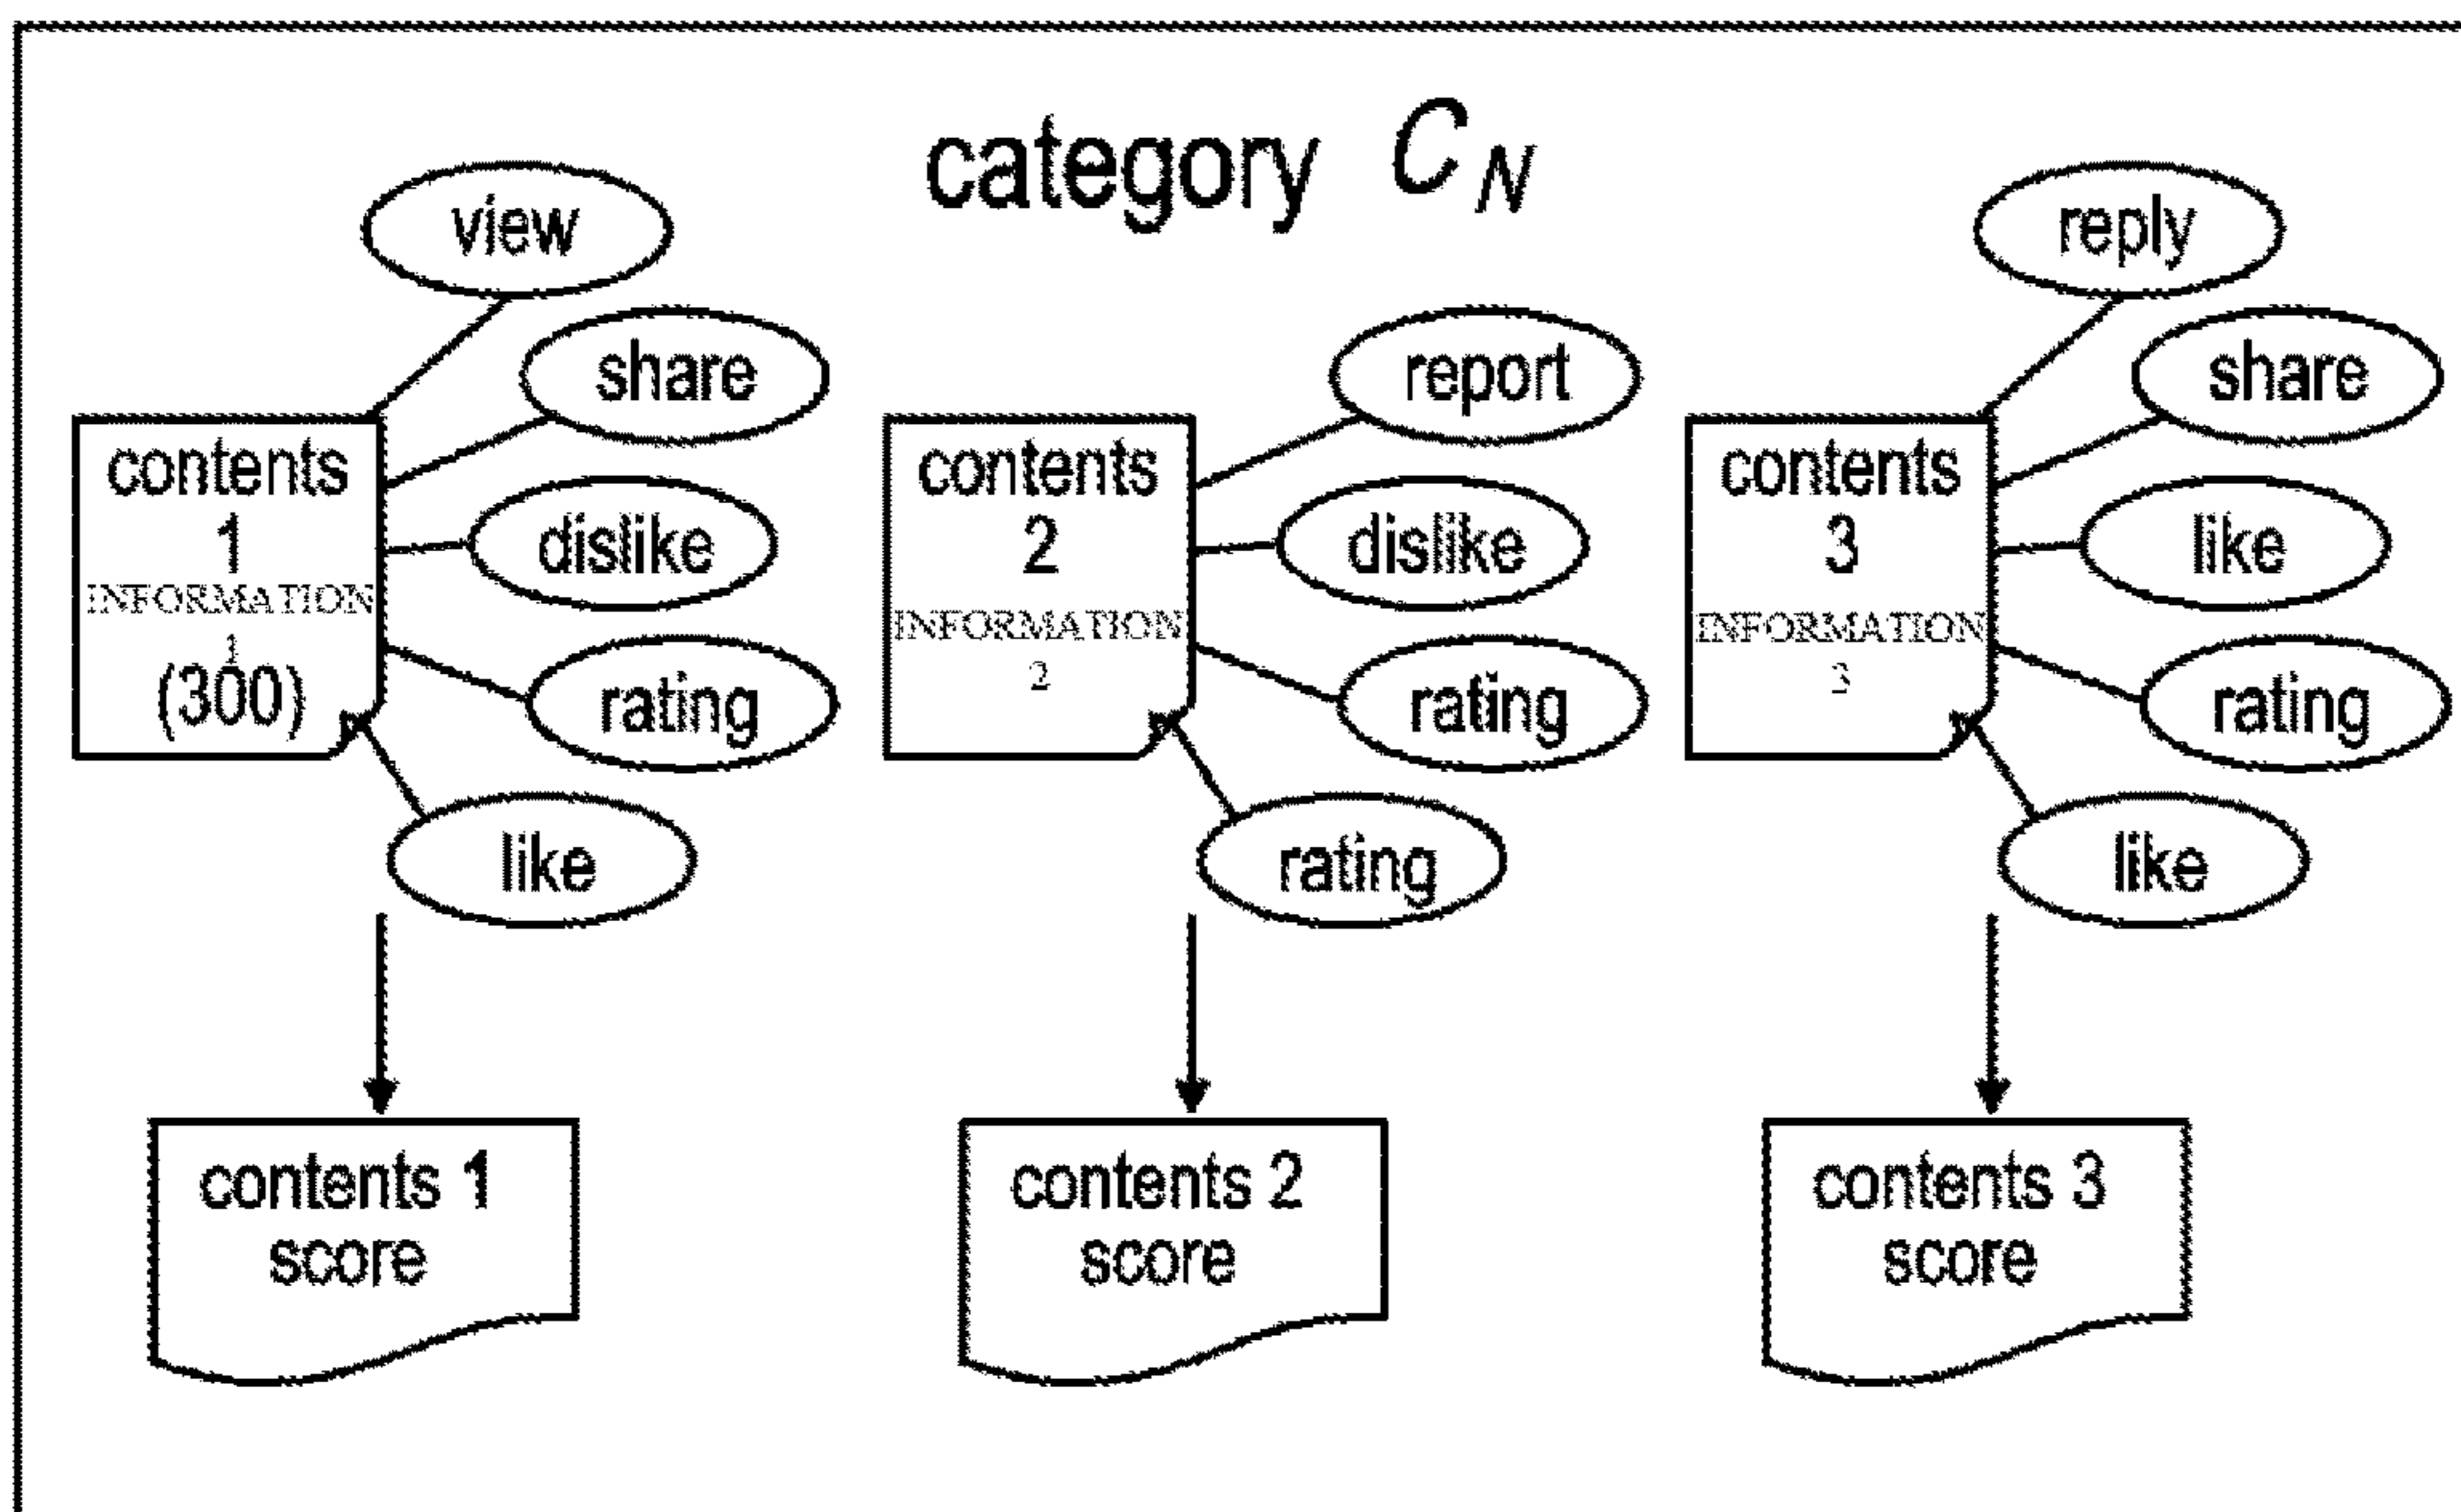 category C_N
view
share
contents
1
INFORMATION
1
(300)
dislike
rating
like
report
contents
2
INFORMATION
2
dislike
rating
rating
reply
share
contents
3
INFORMATION
3
like
rating
like
contents 1
score
contents 2
score
contents 3
score